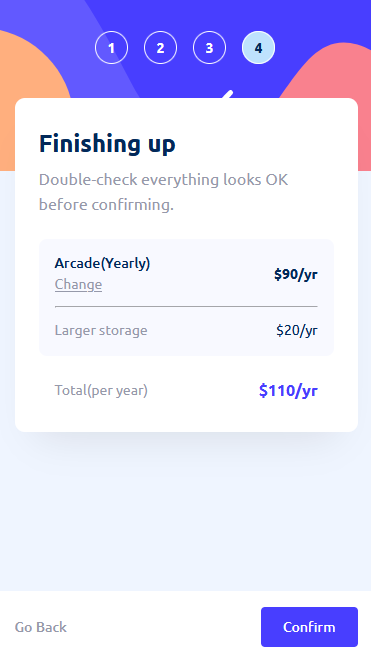 1 2 3 4
Finishing up
Double-check everything looks OK
before confirming.
Arcade(Yearly)
$90/yr
Change
Larger storage $20/yr
Total(per year) $110/yr
Go Back Confirm